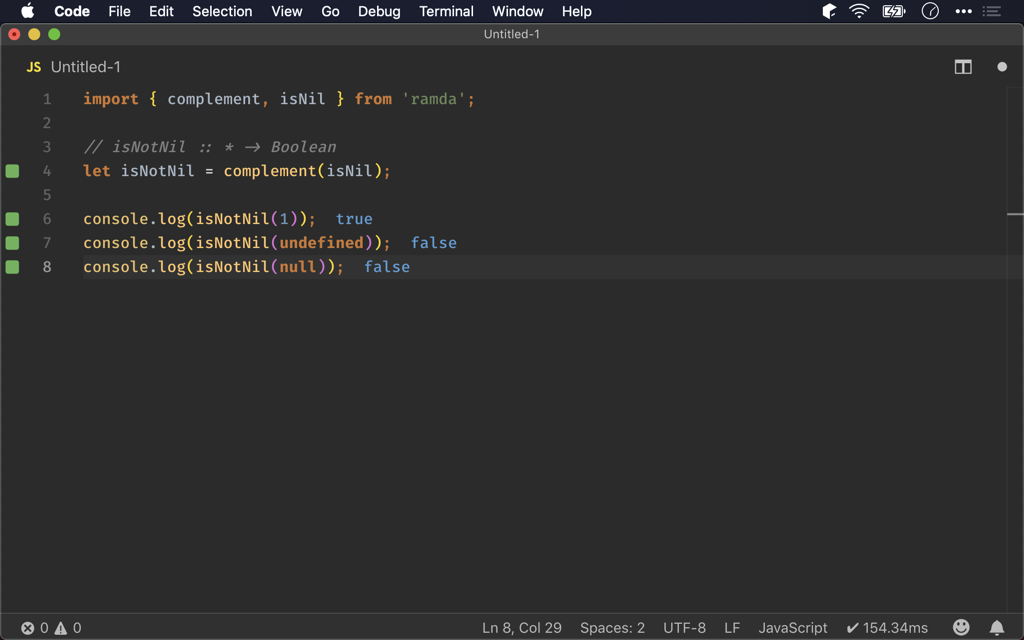 Code File Edit Selection View Go Debug Terminal Window Help
Untitled-1
JS Untitled-1
1 import { complement, isNil } from 'ramda';
2
3 // isNotNil :: * -> Boolean
4 let isNotNil = complement(isNil);
5
6 console.log(isNotNil(1)); true
7 console.log(isNotNil(undefined)); false
8 console.log(isNotNil(null)); false
0 0 Ln 8, Col 29 Spaces: 2 UTF-8 LF JavaScript ✔ 154.34ms